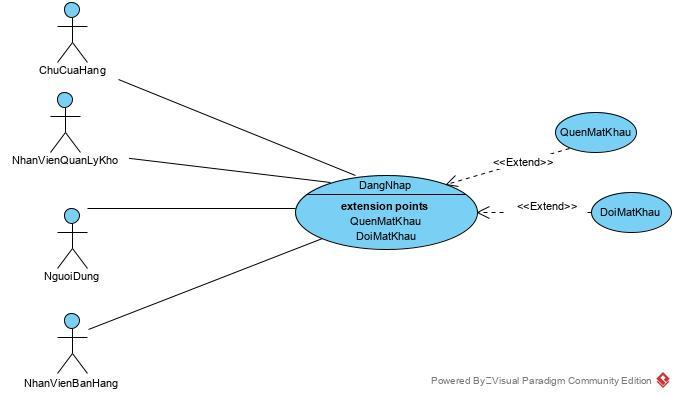 ChuCuaHang
QuenMatKhau
<<Extend>>
NhanVienQuanLyKho
DangNhap
extension points
QuenMatKhau
DoiMatKhau
<<Extend>>
DoiMatKhau
NguoiDung
NhanVienBanHang
Powered By Visual Paradigm Community Edition